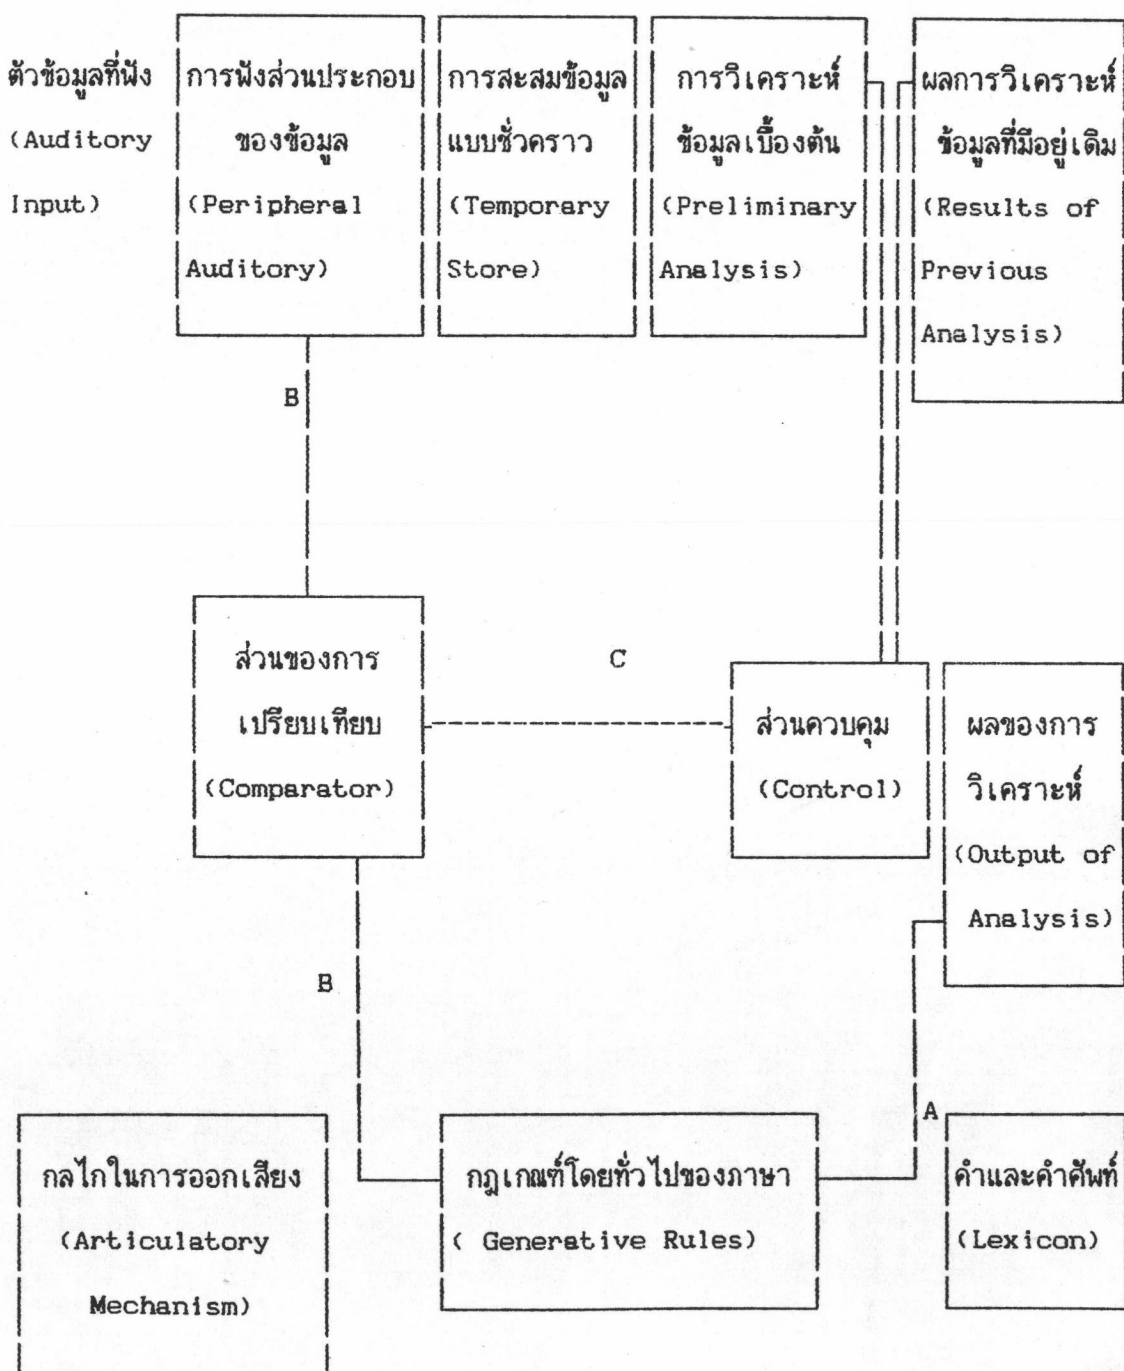 ตัวข้อมูลที่ฟัง
(Auditory
Input)
การฟังส่วนประกอบ
ของข้อมูล
(Peripheral
Auditory)
การสะสมข้อมูล
แบบชั่วคราว
(Temporary
Store)
การวิเคราะห์
ข้อมูลเบื้องต้น
(Preliminary
Analysis)
ผลการวิเคราะห์
ข้อมูลที่มีอยู่เดิม
(Results of
Previous
Analysis)
B
ส่วนของการ
เปรียบเทียบ
(Comparator)
C
ส่วนควบคุม
(Control)
ผลของการ
วิเคราะห์
(Output of
Analysis)
B
A
กลไกในการออกเสียง
(Articulatory
Mechanism)
กฎเกณฑ์โดยทั่วไปของภาษา
( Generative Rules)
คำและคำศัพท์
(Lexicon)